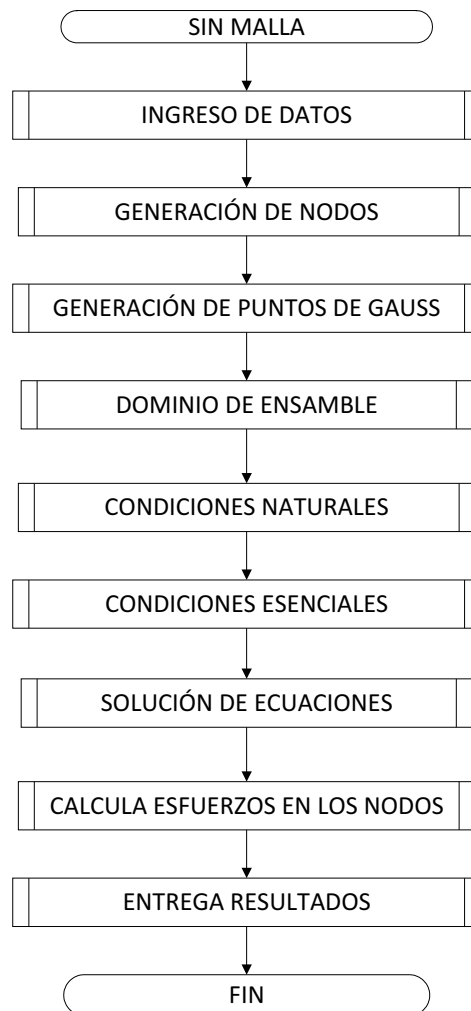 SIN MALLA
INGRESO DE DATOS
GENERACIÓN DE NODOS
GENERACIÓN DE PUNTOS DE GAUSS
DOMINIO DE ENSAMBLE
CONDICIONES NATURALES
CONDICIONES ESENCIALES
SOLUCIÓN DE ECUACIONES
CALCULA ESFUERZOS EN LOS NODOS
ENTREGA RESULTADOS
FIN